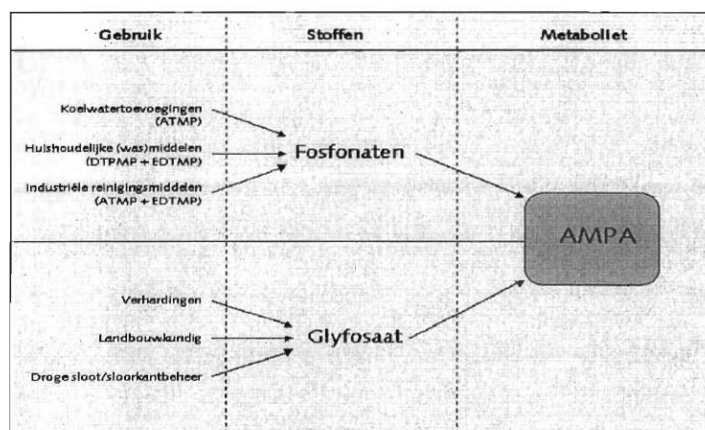 Gebruik Stoffen Metaboliet
Koelwatertoevoegingen
(ATMP)
Huishoudelijke (was)middelen
(DTPMP + EDTMP)
Fosfonaten
Industriële reinigingsmiddelen
(ATMP + EDTMP)
AMPA
Verhardingen
Landbouwkundig
Glyfosaat
Droge sloot/sloorkantbeheer